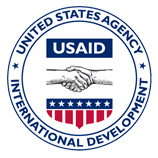 UNITED STATES AGENCY
USAID
INTERNATIONAL DEVELOPMENT